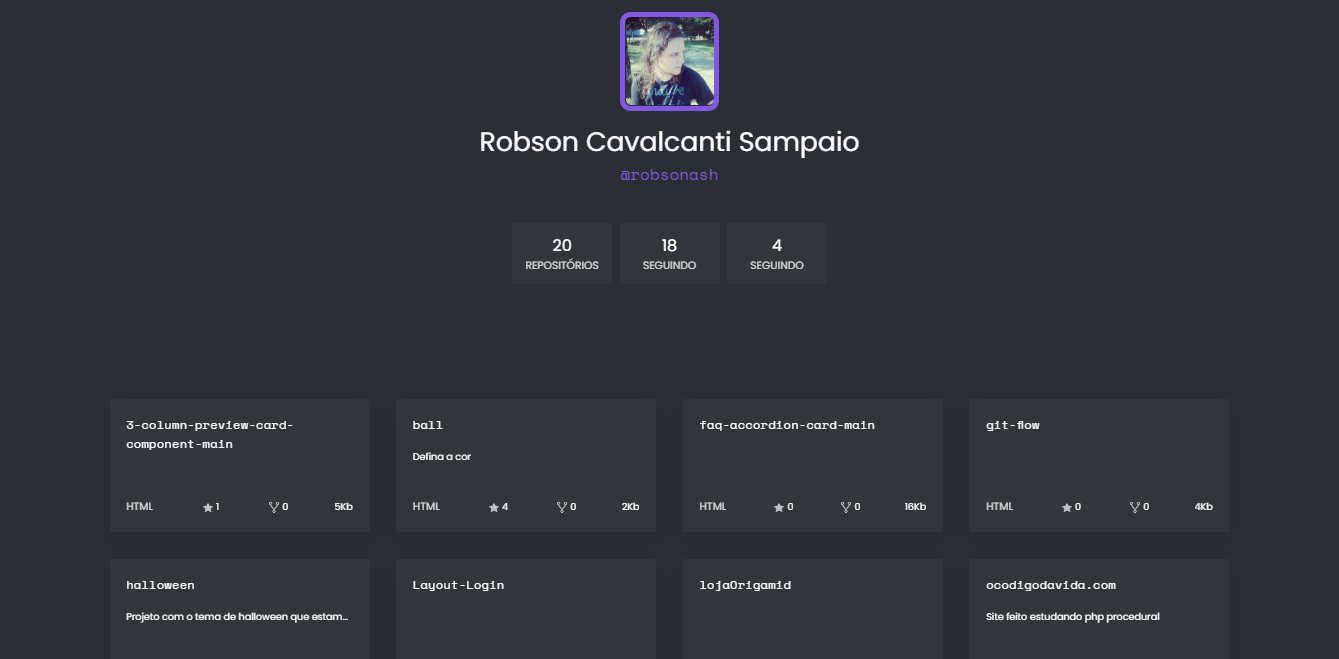 Robson Cavalcanti Sampaio
@robsonash
20
REPOSITÓRIOS
18
SEGUINDO
4
SEGUINDO
3-column-preview-card-
component-main
HTML
1
0
5Kb
ball
Defina a cor
HTML
4
0
2Kb
faq-accordion-card-main
HTML
0
0
16Kb
git-flow
HTML
0
0
4Kb
halloween
Projeto com o tema de halloween que estam...
Layout-Login
lojaOrigamid
ocodigodavida.com
Site feito estudando php procedural